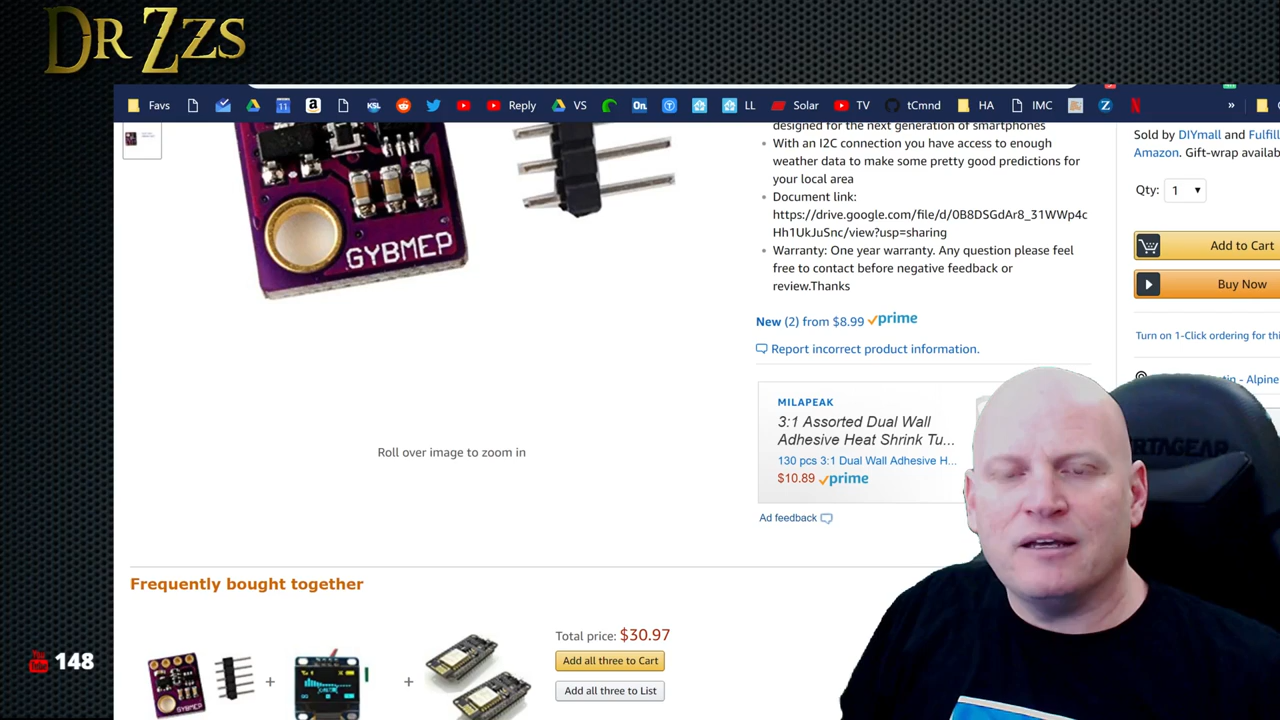 DR ZZS
Favs
Reply
VS
On.
LL
Solar
TV
tCmnd
HA
IMC
»
designed for the next generation of smartphones
With an I2C connection you have access to enough
weather data to make some pretty good predictions for
your local area
Document link:
https://drive.google.com/file/d/0B8DSGdAr8_31WWp4c
Hh1UkJuSnc/view?usp=sharing
Warranty: One year warranty. Any question please feel
free to contact before negative feedback or
review.Thanks
New (2) from $8.99 prime
Report incorrect product information.
MILAPEAK
3:1 Assorted Dual Wall
Adhesive Heat Shrink Tu...
130 pcs 3:1 Dual Wall Adhesive H...
$10.89 prime
Ad feedback
Sold by DIYmall and Fulfil
Amazon. Gift-wrap availab
Qty: 1
Add to Cart
Buy Now
Turn on 1-Click ordering for thi
- Alpine
GYBMEP
Roll over image to zoom in
Frequently bought together
GYBMEP
+
+
Total price: $30.97
Add all three to Cart
Add all three to List
148